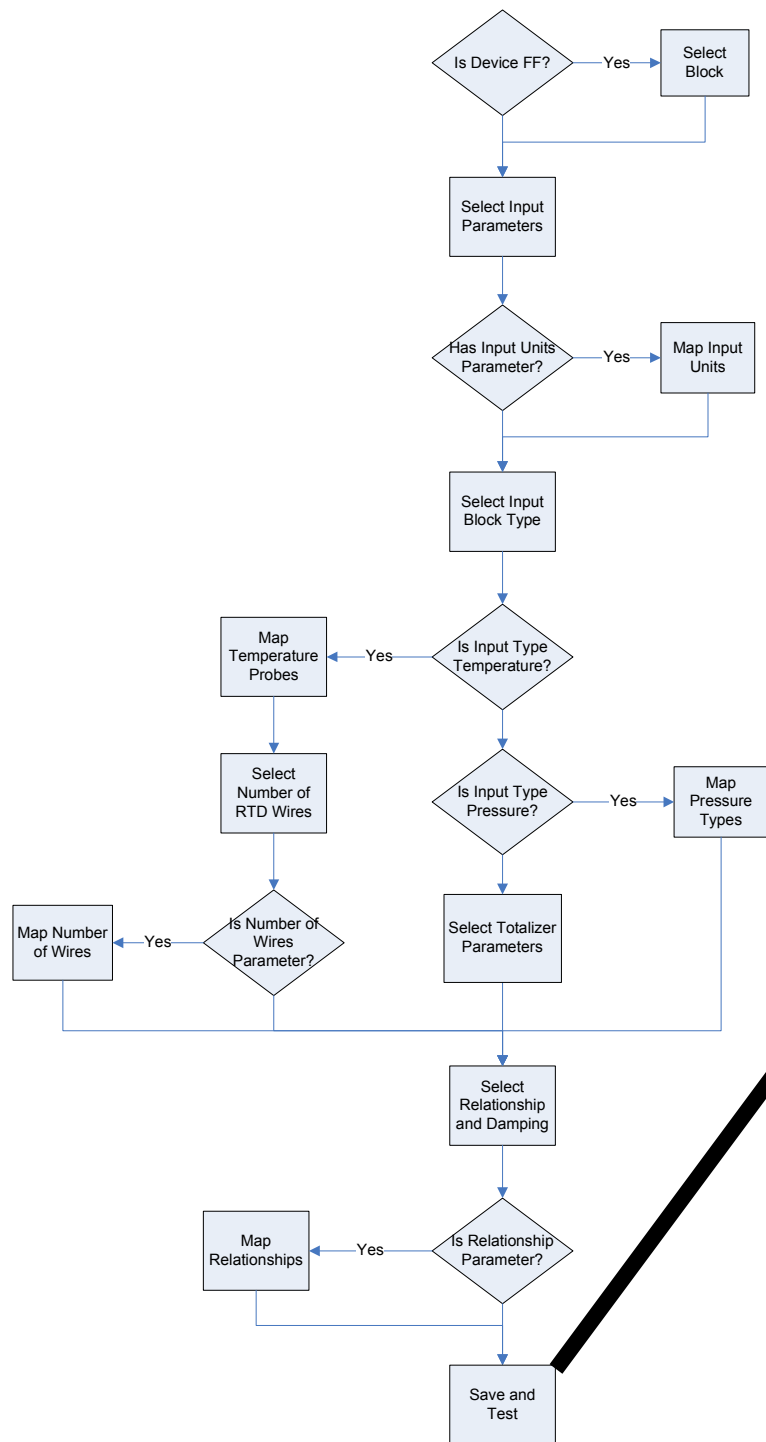 Is Device FF?
Yes
Select
Block
Select Input
Parameters
Has Input Units
Parameter?
Yes
Map Input
Units
Select Input
Block Type
Map
Temperature
Probes
Yes
Is Input Type
Temperature?
Select
Number of
RTD Wires
Is Input Type
Pressure?
Yes
Map
Pressure
Types
Map Number
of Wires
Yes
Is Number of
Wires
Parameter?
Select Totalizer
Parameters
Select
Relationship
and Damping
Map
Relationships
Yes
Is Relationship
Parameter?
Save and
Test